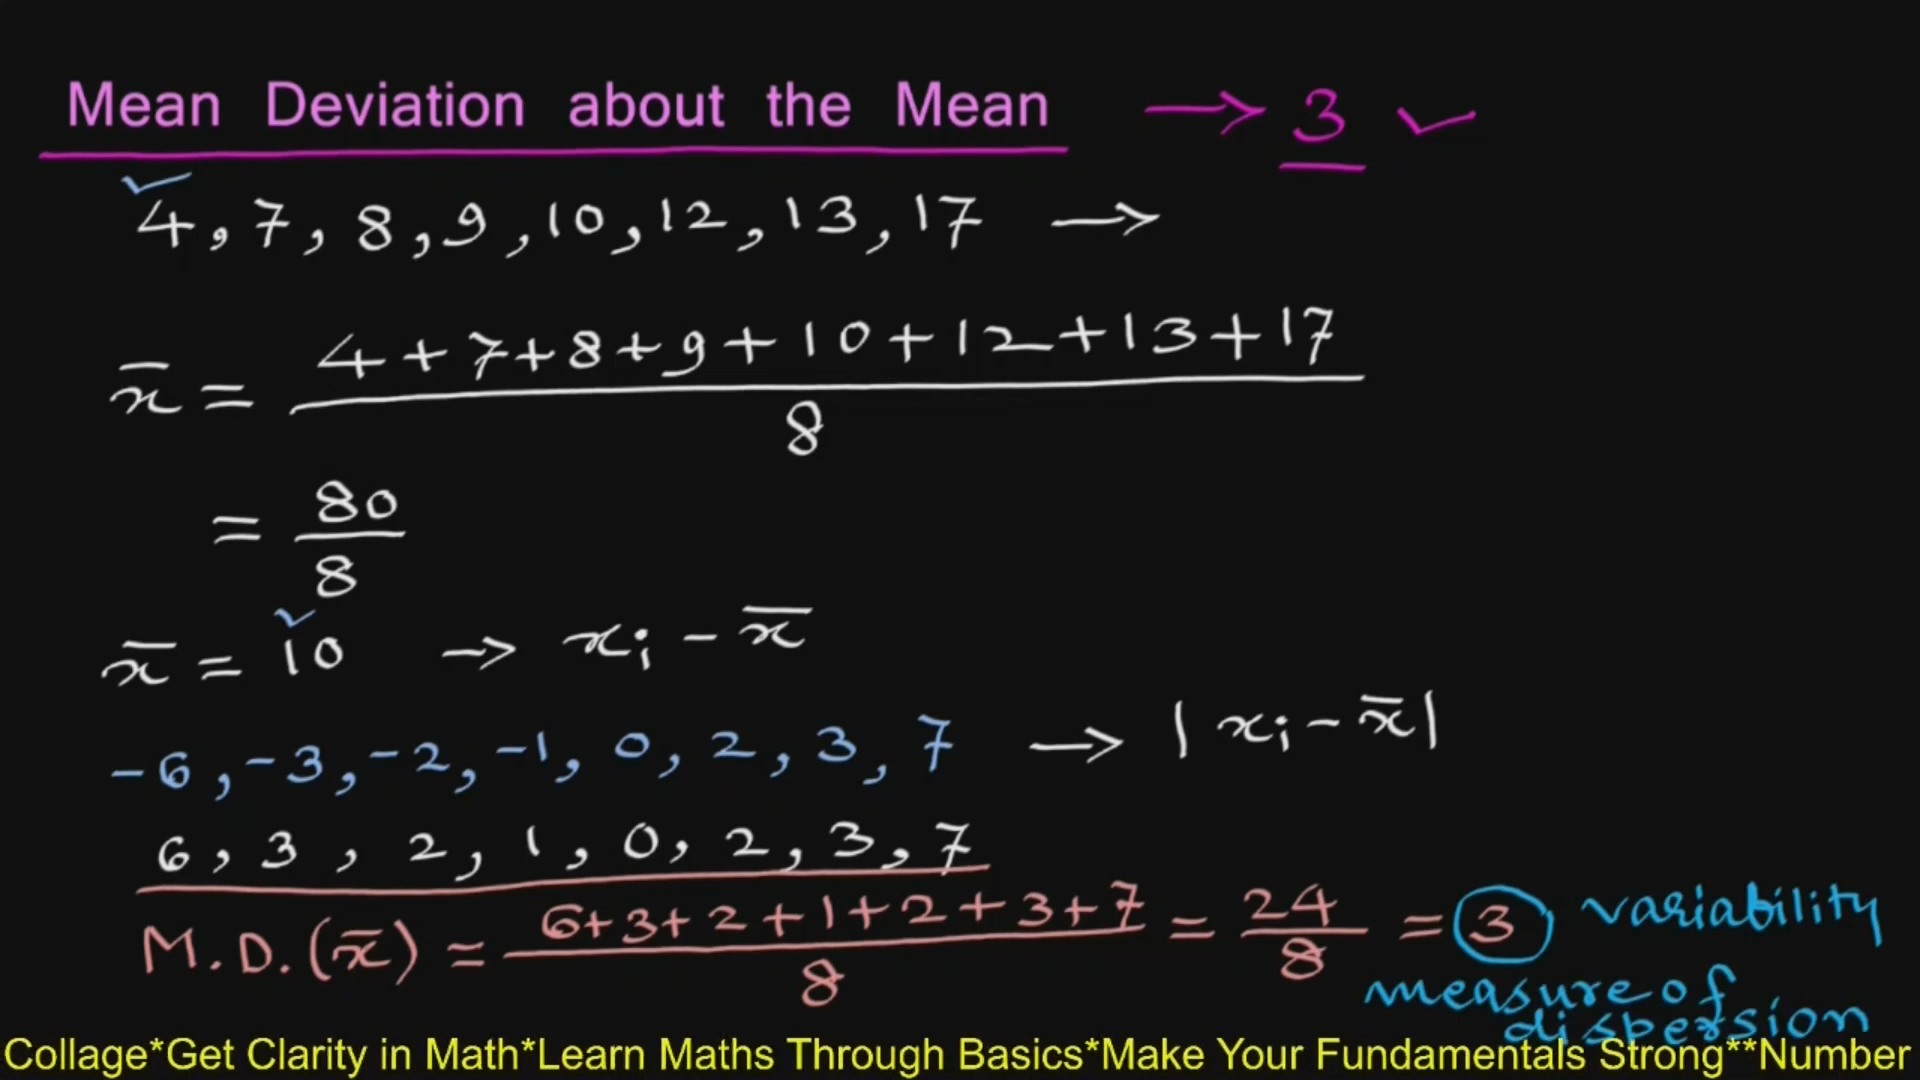 Mean Deviation about the Mean → 3 ✓
✓
4, 7, 8, 9, 10, 12, 13, 17 →
x̄ = (4+7+8+9+10+12+13+17)/8
= 80/8
✓
x̄ = 10 → xᵢ - x̄
-6, -3, -2, -1, 0, 2, 3, 7 → |xᵢ - x̄|
6, 3, 2, 1, 0, 2, 3, 7
M.D.(x̄) = (6+3+2+1+2+3+7)/8 = 24/8 = 3 variability
measure of
dispersion
Collage*Get Clarity in Math*Learn Maths Through Basics*Make Your Fundamentals Strong**Number